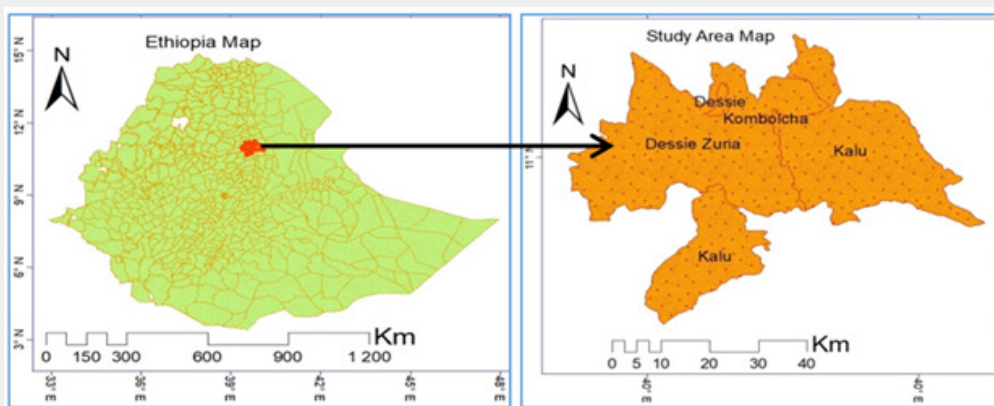 Ethiopia Map
N
15° N
12° N
9° N
6° N
3° N
Km
0 150 300 600 900 1 200
33° E
36° E
39° E
42° E
45° E
48° E
Study Area Map
N
11° N
Dessie
Kombolcha
Dessie Zuria
Kalu
Kalu
Km
0 5 10 20 30 40
40° E
40° E